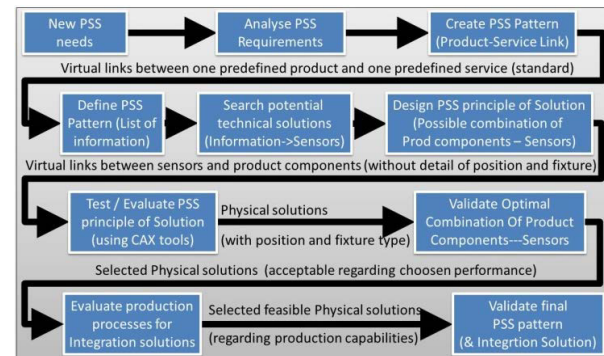 New PSS
needs
Analyse PSS
Requirements
Create PSS Pattern
(Product-Service Link)
Virtual links between one predefined product and one predefined service (standard)
Define PSS
Pattern (List of
information)
Search potential
technical solutions
(Information->Sensors)
Design PSS principle of Solution
(Possible combination of
Prod components – Sensors)
Virtual links between sensors and product components (without detail of position and fixture)
Test / Evaluate PSS
principle of Solution
(using CAX tools)
Physical solutions
(with position and fixture type)
Validate Optimal
Combination Of Product
Components---Sensors
Selected Physical solutions (acceptable regarding choosen performance)
Evaluate production
processes for
Integration solutions
Selected feasible Physical solutions
(regarding production capabilities)
Validate final
PSS pattern
(& Integrtion Solution)